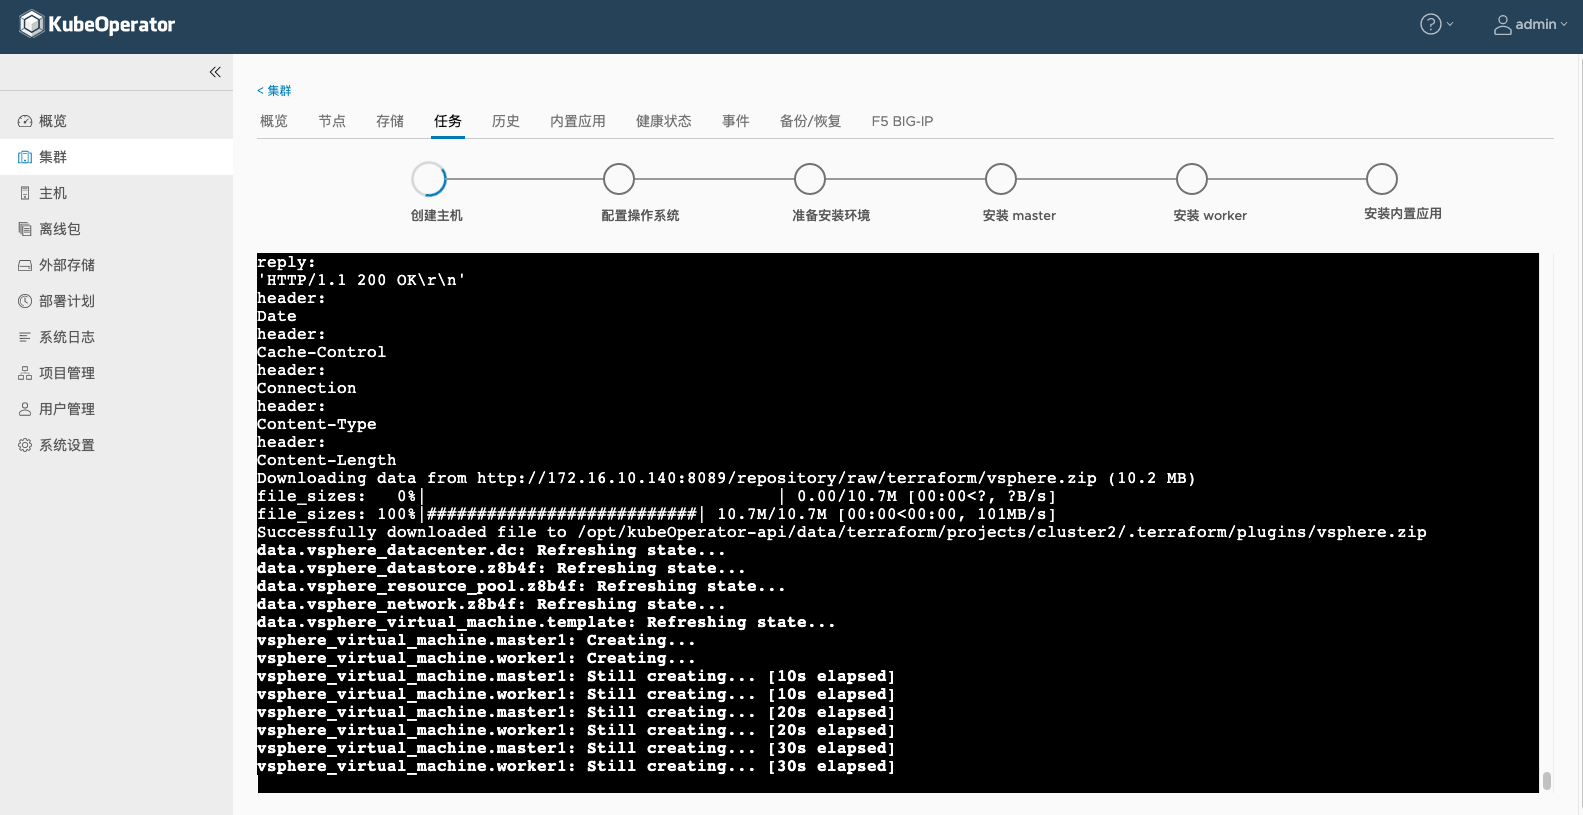 KubeOperator
admin
< 集群
概览 节点 存储 任务 历史 内置应用 健康状态 事件 备份/恢复 F5 BIG-IP
概览
集群
主机
离线包
外部存储
部署计划
系统日志
项目管理
用户管理
系统设置
创建主机 配置操作系统 准备安装环境 安装 master 安装 worker 安装内置应用
reply:
'HTTP/1.1 200 OK\r\n'
header:
Date
header:
Cache-Control
header:
Connection
header:
Content-Type
header:
Content-Length
Downloading data from http://172.16.10.140:8089/repository/raw/terraform/vsphere.zip (10.2 MB)
file_sizes:   0%|                                    | 0.00/10.7M [00:00<?, ?B/s]
file_sizes: 100%|###########################| 10.7M/10.7M [00:00<00:00, 101MB/s]
Successfully downloaded file to /opt/kubeOperator-api/data/terraform/projects/cluster2/.terraform/plugins/vsphere.zip
data.vsphere_datacenter.dc: Refreshing state...
data.vsphere_datastore.z8b4f: Refreshing state...
data.vsphere_resource_pool.z8b4f: Refreshing state...
data.vsphere_network.z8b4f: Refreshing state...
data.vsphere_virtual_machine.template: Refreshing state...
vsphere_virtual_machine.master1: Creating...
vsphere_virtual_machine.worker1: Creating...
vsphere_virtual_machine.master1: Still creating... [10s elapsed]
vsphere_virtual_machine.worker1: Still creating... [10s elapsed]
vsphere_virtual_machine.master1: Still creating... [20s elapsed]
vsphere_virtual_machine.worker1: Still creating... [20s elapsed]
vsphere_virtual_machine.master1: Still creating... [30s elapsed]
vsphere_virtual_machine.worker1: Still creating... [30s elapsed]